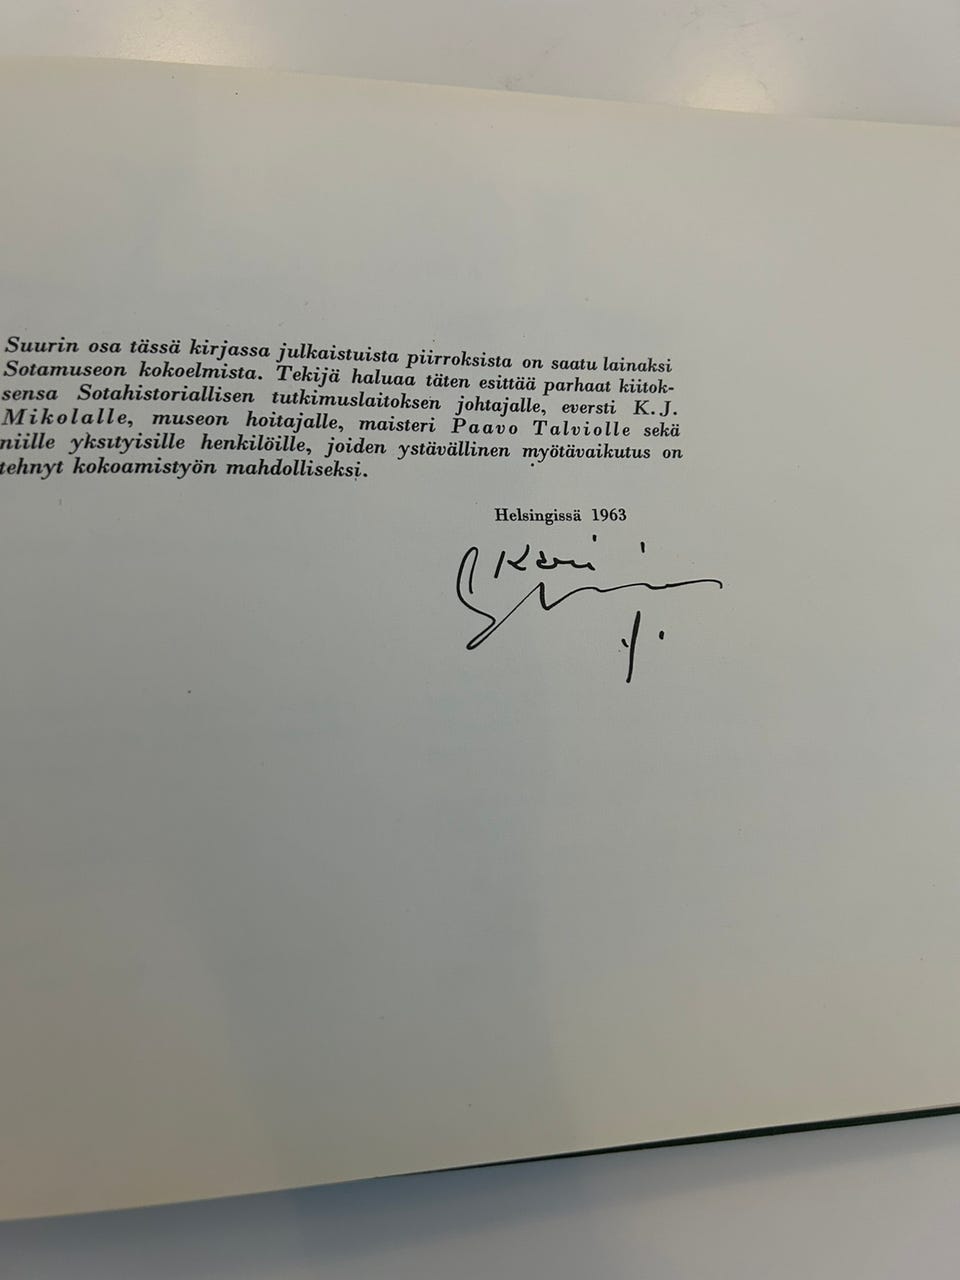 Suurin osa tässä kirjassa julkaistuista piirroksista on saatu lainaksi
Sotamuseon kokoelmista. Tekijä haluaa täten esittää parhaat kiitok-
sensa Sotahistoriallisen tutkimuslaitoksen johtajalle, eversti K. J.
Mikolalle, museon hoitajalle, maisteri Paavo Talviolle sekä
niille yksityisille henkilöille, joiden ystävällinen myötävaikutus on
tehnyt kokoamistyön mahdolliseksi.
Helsingissä 1963
Kari